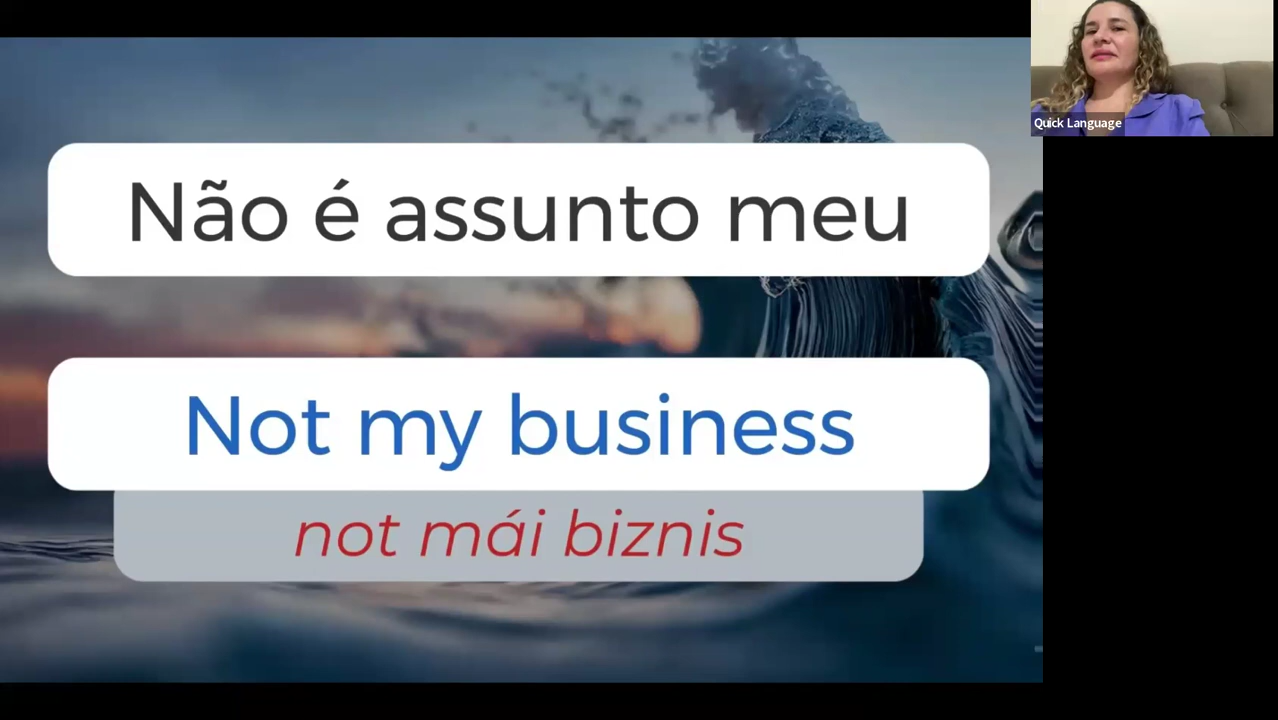 Não é assunto meu
Not my business
not mái biznis
Quick Language